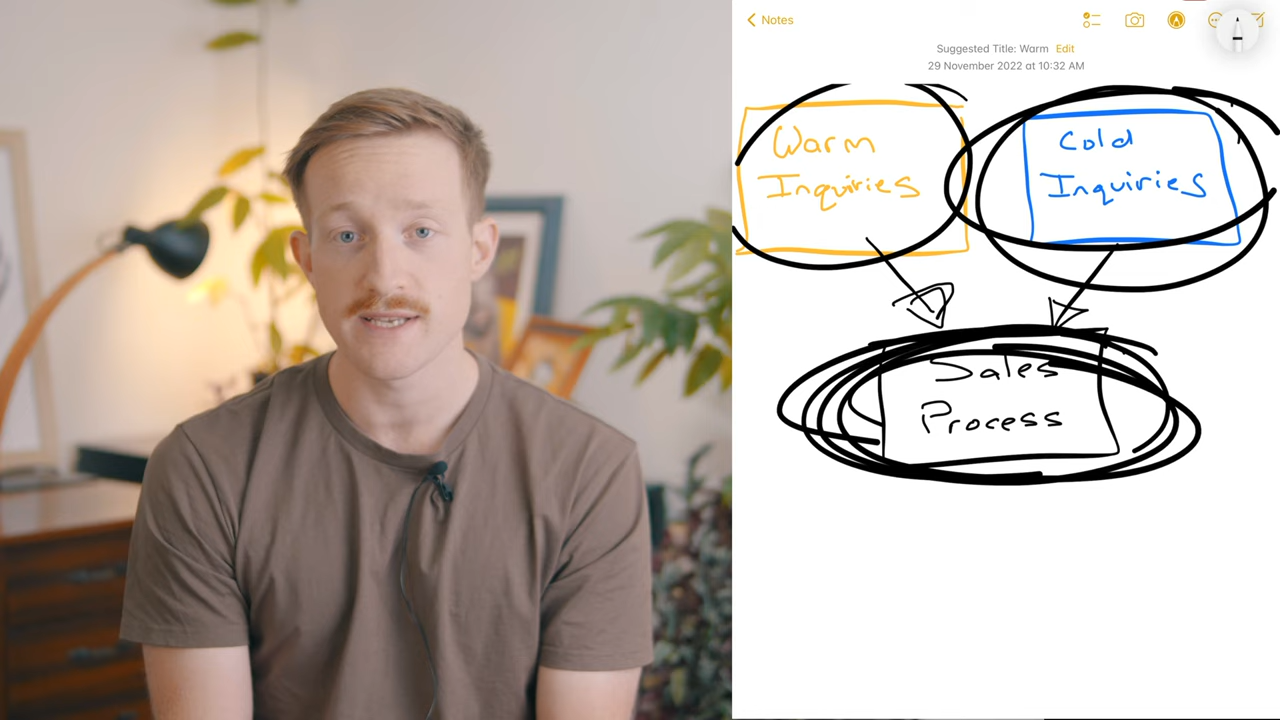 Notes
Suggested Title: Warm Edit
29 November 2022 at 10:32 AM
Warm
Inquiries
Cold
Inquiries
Sales
Process